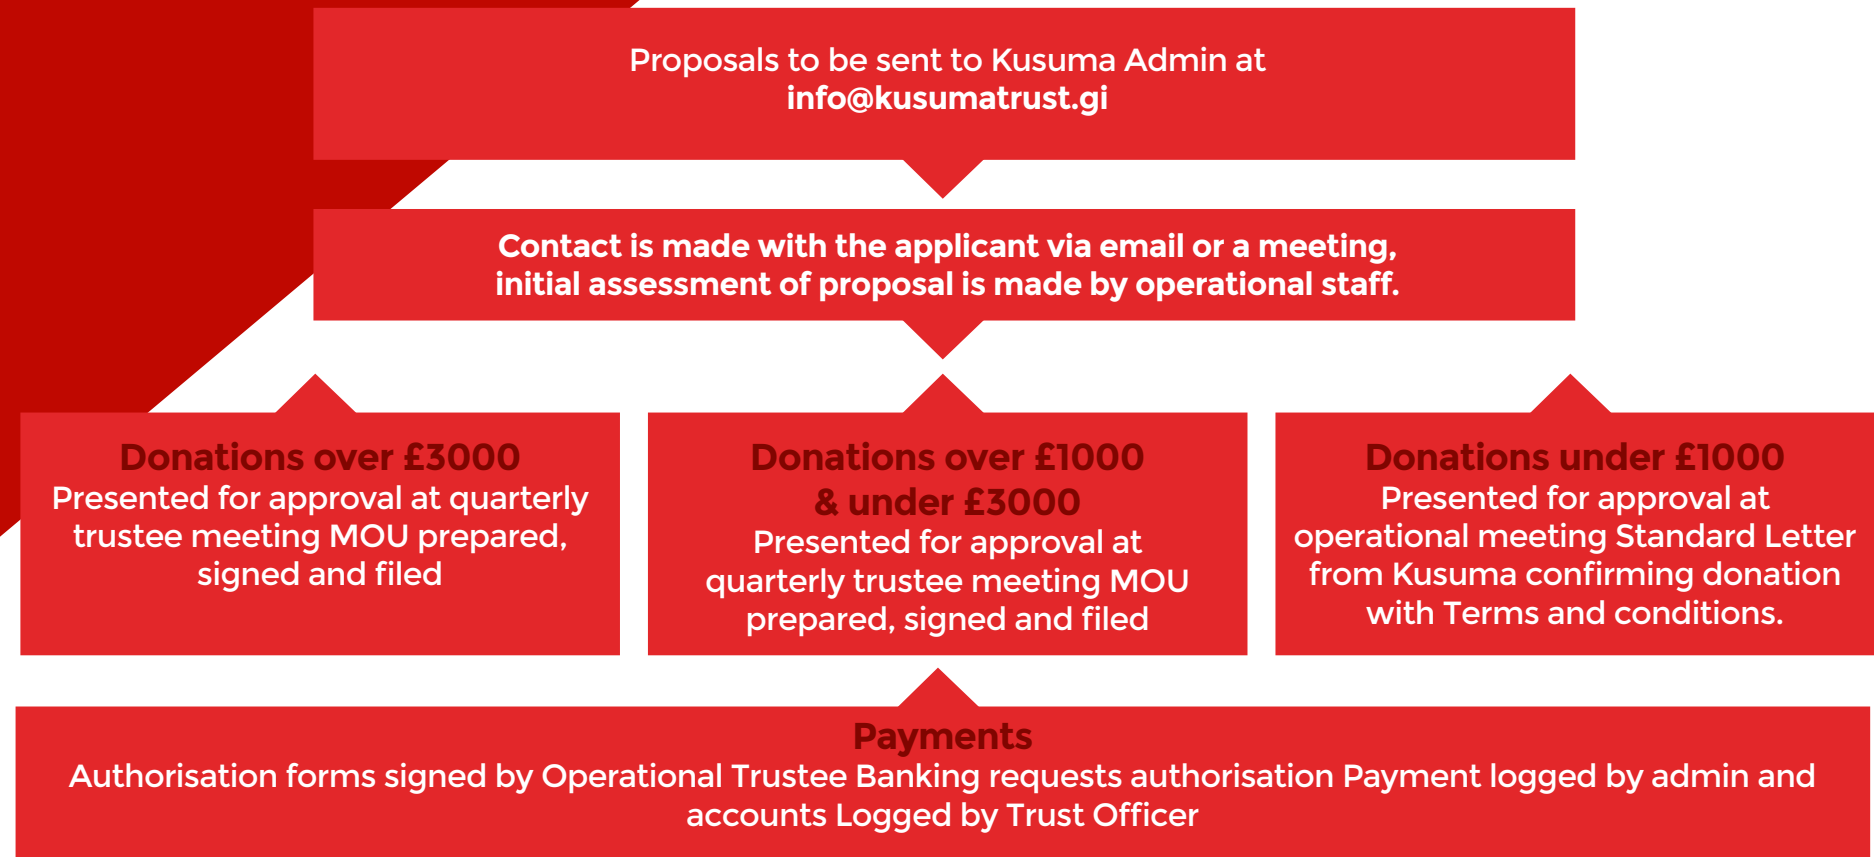 Proposals to be sent to Kusuma Admin at
info@kusumatrust.gi
Contact is made with the applicant via email or a meeting,
initial assessment of proposal is made by operational staff.
Donations over £3000
Presented for approval at quarterly
trustee meeting MOU prepared,
signed and filed
Donations over £1000
& under £3000
Presented for approval at
quarterly trustee meeting MOU
prepared, signed and filed
Donations under £1000
Presented for approval at
operational meeting Standard Letter
from Kusuma confirming donation
with Terms and conditions.
Payments
Authorisation forms signed by Operational Trustee Banking requests authorisation Payment logged by admin and
accounts Logged by Trust Officer